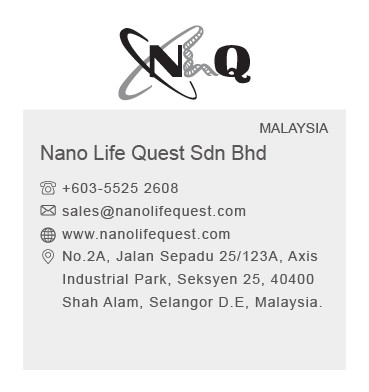 NLQ
MALAYSIA
Nano Life Quest Sdn Bhd
+603-5525 2608
sales@nanolifequest.com
www.nanolifequest.com
No.2A, Jalan Sepadu 25/123A, Axis
Industrial Park, Seksyen 25, 40400
Shah Alam, Selangor D.E, Malaysia.